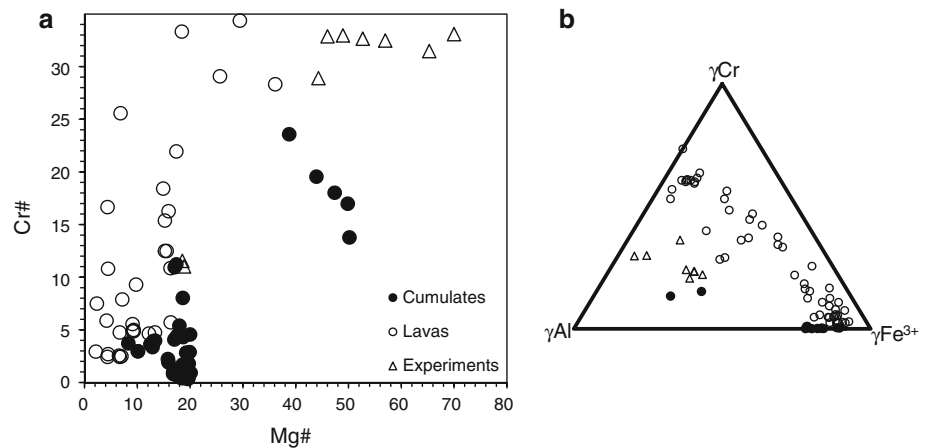 a
b
30
25
20
15
10
5
0
Cr#
0 10 20 30 40 50 60 70 80
Mg#
Cumulates
Lavas
Experiments
γCr
γAl
γFe³⁺